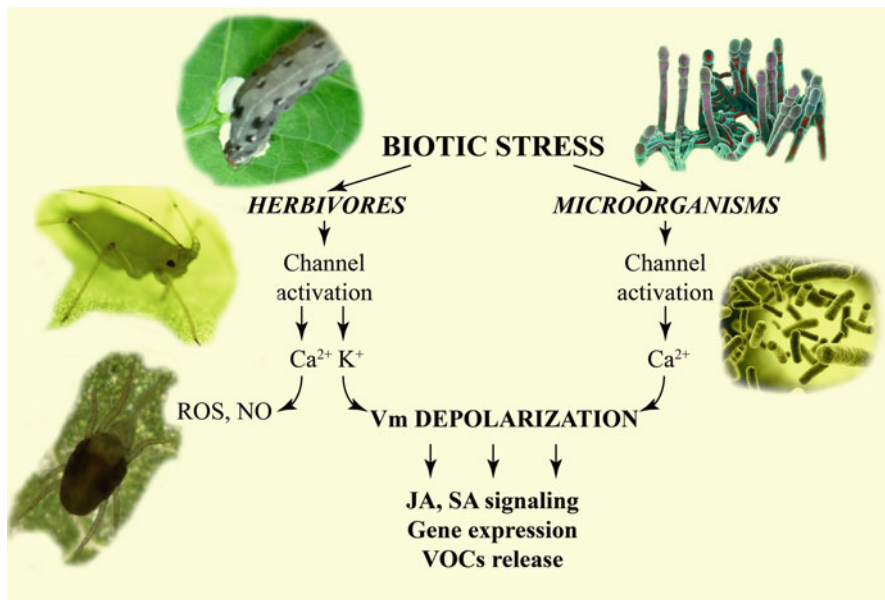 BIOTIC STRESS
HERBIVORES
MICROORGANISMS
Channel
activation
Channel
activation
Ca²⁺ K⁺
Ca²⁺
ROS, NO
Vm DEPOLARIZATION
JA, SA signaling
Gene expression
VOCs release